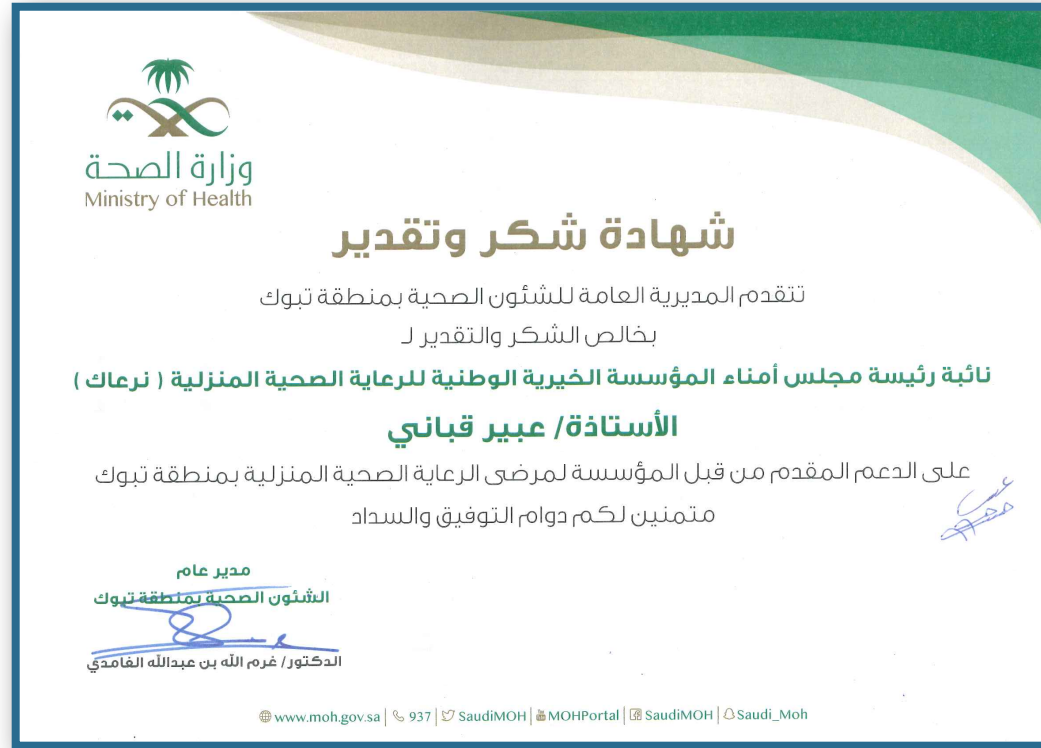 وزارة الصحة
Ministry of Health
شهادة شكر وتقدير
تتقدم المديرية العامة للشئون الصحية بمنطقة تبوك
بخالص الشكر والتقدير لـ
نائبة رئيسة مجلس أمناء المؤسسة الخيرية الوطنية للرعاية الصحية المنزلية ( نرعاك )
الأستاذة/ عبير قباني
على الدعم المقدم من قبل المؤسسة لمرضى الرعاية الصحية المنزلية بمنطقة تبوك
متمنين لكم دوام التوفيق والسداد
مدير عام
الشئون الصحية بمنطقة تبوك
الدكتور/ غرم الله بن عبدالله الغامدي
www.moh.gov.sa | 937 | SaudiMOH | MOHPortal | SaudiMOH | Saudi_Moh